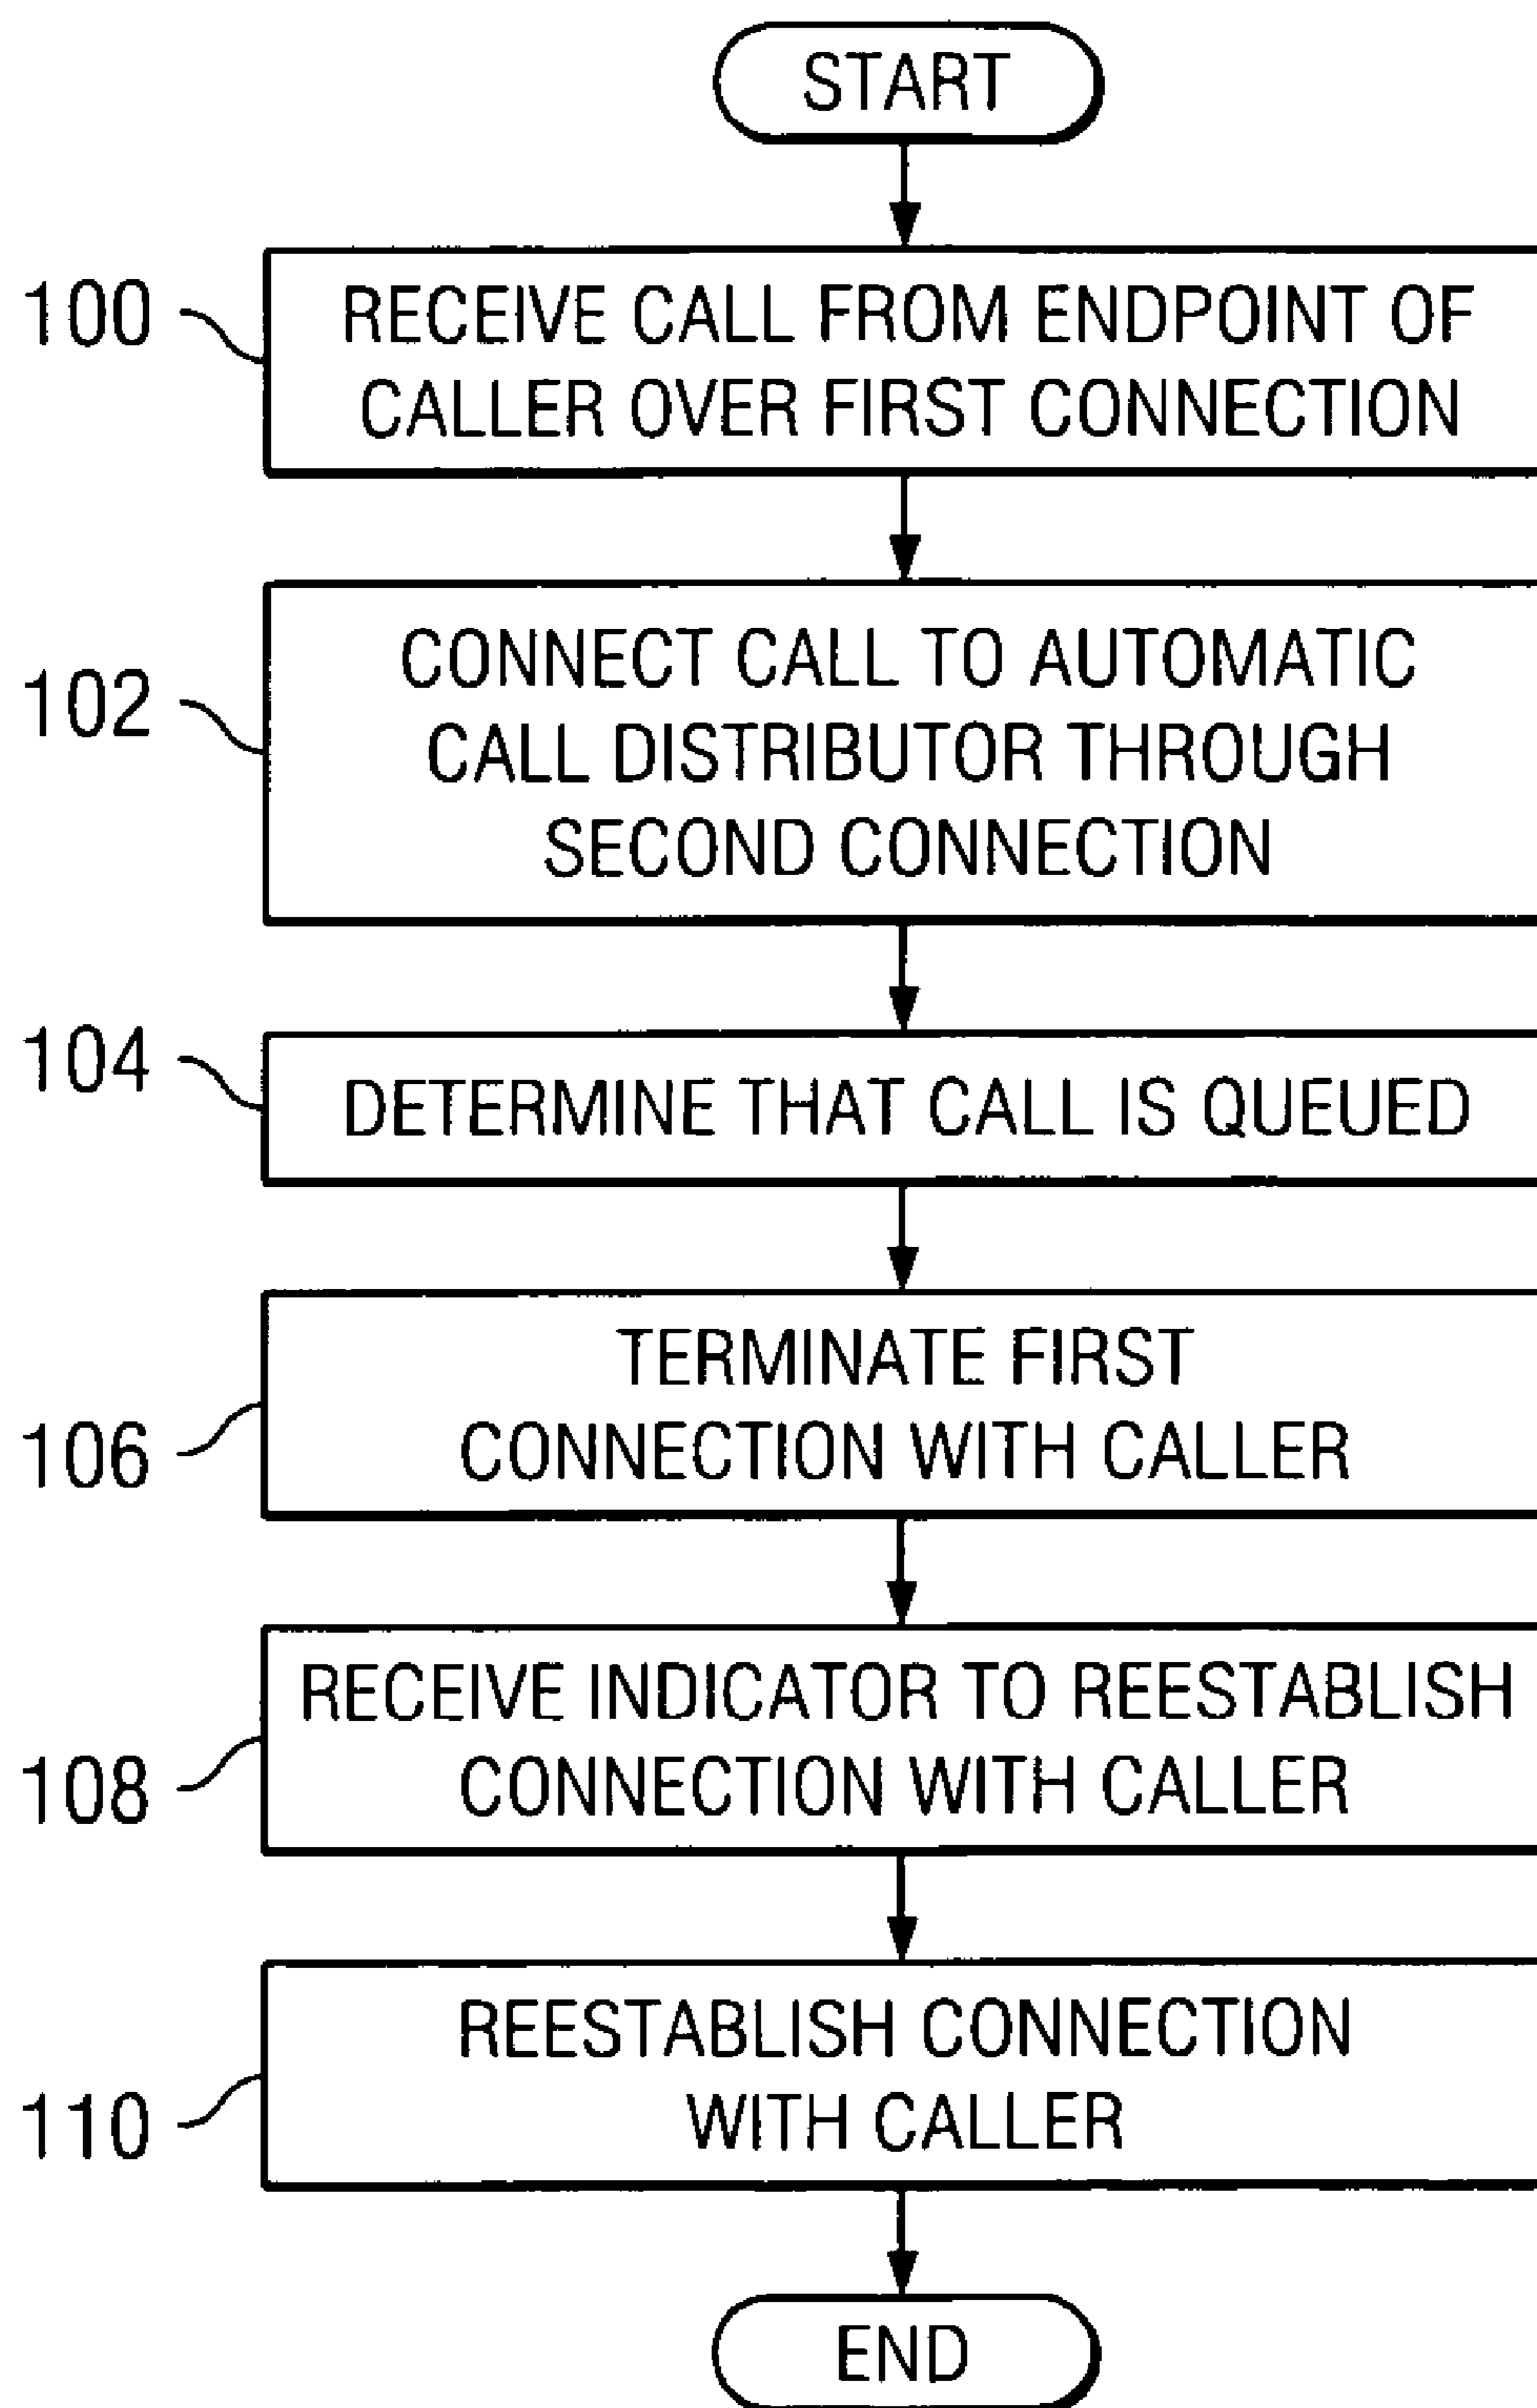 START
100
RECEIVE CALL FROM ENDPOINT OF
CALLER OVER FIRST CONNECTION
102
CONNECT CALL TO AUTOMATIC
CALL DISTRIBUTOR THROUGH
SECOND CONNECTION
104
DETERMINE THAT CALL IS QUEUED
106
TERMINATE FIRST
CONNECTION WITH CALLER
108
RECEIVE INDICATOR TO REESTABLISH
CONNECTION WITH CALLER
110
REESTABLISH CONNECTION
WITH CALLER
END